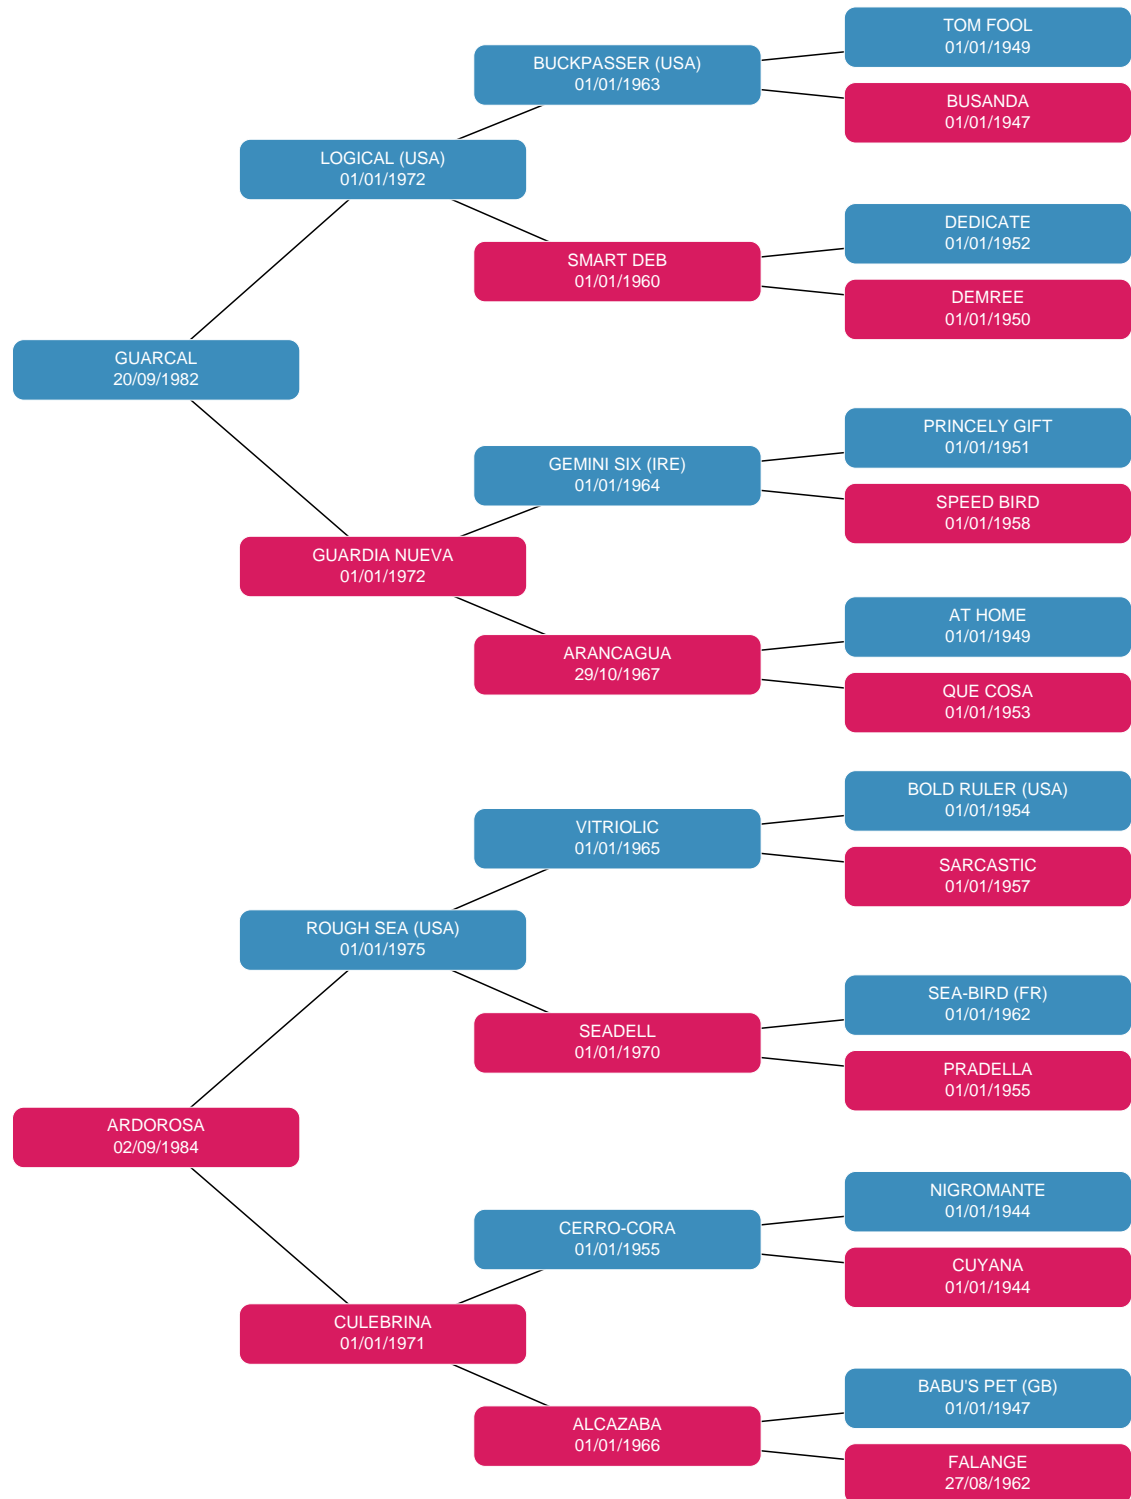 TOM FOOL
01/01/1949
BUCKPASSER (USA)
01/01/1963
BUSANDA
01/01/1947
LOGICAL (USA)
01/01/1972
DEDICATE
01/01/1952
SMART DEB
01/01/1960
DEMREE
01/01/1950
GUARCAL
20/09/1982
PRINCELY GIFT
01/01/1951
GEMINI SIX (IRE)
01/01/1964
SPEED BIRD
01/01/1958
GUARDIA NUEVA
01/01/1972
AT HOME
01/01/1949
ARANCAGUA
29/10/1967
QUE COSA
01/01/1953
BOLD RULER (USA)
01/01/1954
VITRIOLIC
01/01/1965
SARCASTIC
01/01/1957
ROUGH SEA (USA)
01/01/1975
SEA-BIRD (FR)
01/01/1962
SEADELL
01/01/1970
PRADELLA
01/01/1955
ARDOROSA
02/09/1984
NIGROMANTE
01/01/1944
CERRO-CORA
01/01/1955
CUYANA
01/01/1944
CULEBRINA
01/01/1971
BABU'S PET (GB)
01/01/1947
ALCAZABA
01/01/1966
FALANGE
27/08/1962